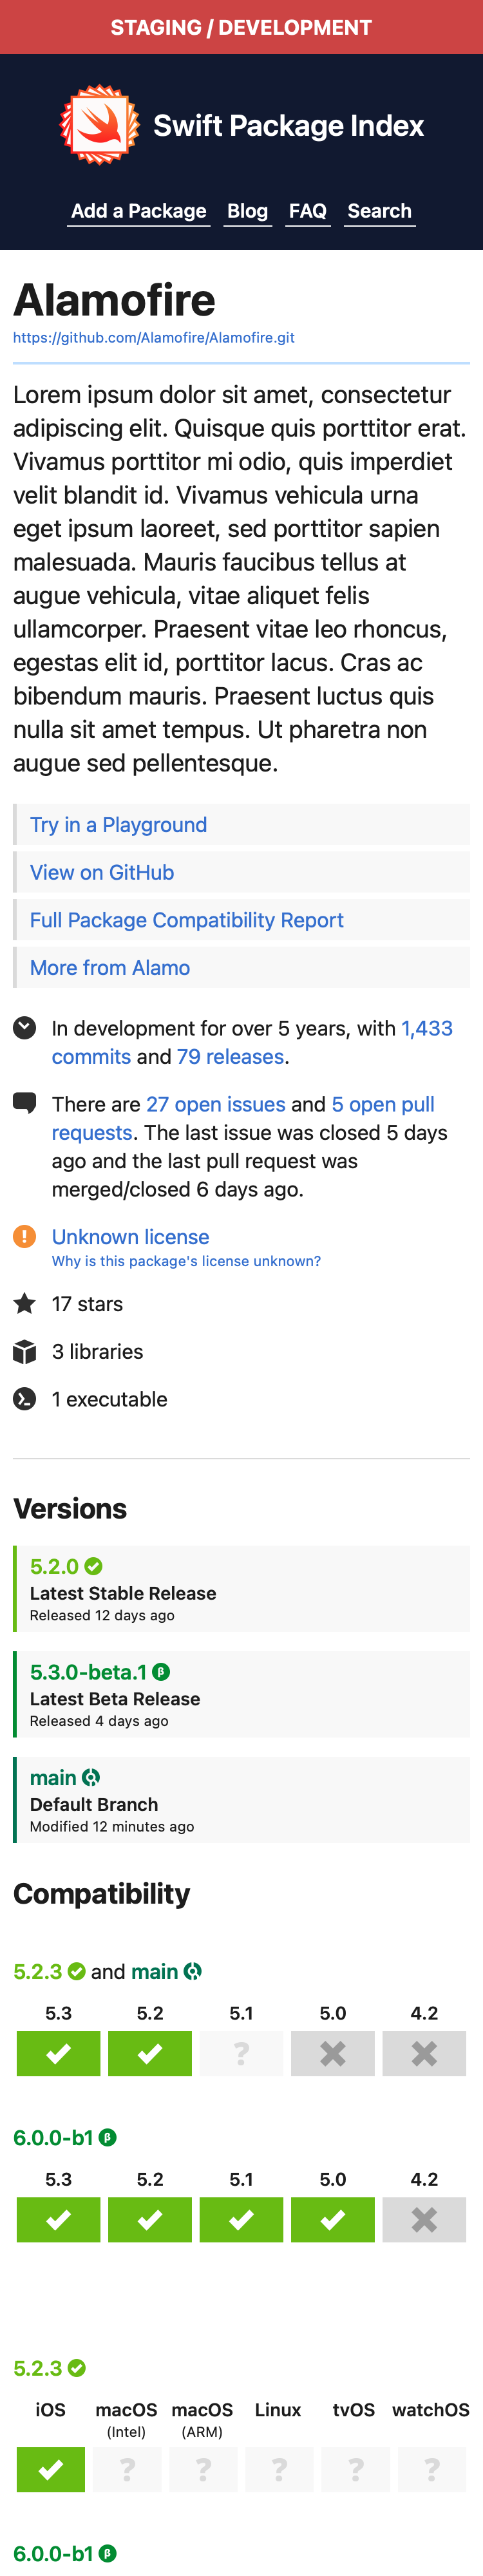 STAGING / DEVELOPMENT
Swift Package Index
Add a Package Blog FAQ Search
Alamofire
https://github.com/Alamofire/Alamofire.git
Lorem ipsum dolor sit amet, consectetur
adipiscing elit. Quisque quis porttitor erat.
Vivamus porttitor mi odio, quis imperdiet
velit blandit id. Vivamus vehicula urna
eget ipsum laoreet, sed porttitor sapien
malesuada. Mauris faucibus tellus at
augue vehicula, vitae aliquet felis
ullamcorper. Praesent vitae leo rhoncus,
egestas elit id, porttitor lacus. Cras ac
bibendum mauris. Praesent luctus quis
nulla sit amet tempus. Ut pharetra non
augue sed pellentesque.
Try in a Playground
View on GitHub
Full Package Compatibility Report
More from Alamo
In development for over 5 years, with 1,433
commits and 79 releases.
There are 27 open issues and 5 open pull
requests. The last issue was closed 5 days
ago and the last pull request was
merged/closed 6 days ago.
Unknown license
Why is this package's license unknown?
17 stars
3 libraries
1 executable
Versions
5.2.0
Latest Stable Release
Released 12 days ago
5.3.0-beta.1 β
Latest Beta Release
Released 4 days ago
main
Default Branch
Modified 12 minutes ago
Compatibility
5.2.3 and main
5.3 5.2 5.1 5.0 4.2
?
6.0.0-b1 β
5.3 5.2 5.1 5.0 4.2
5.2.3
iOS macOS macOS Linux tvOS watchOS
(Intel) (ARM)
? ? ? ? ?
6.0.0-b1 β